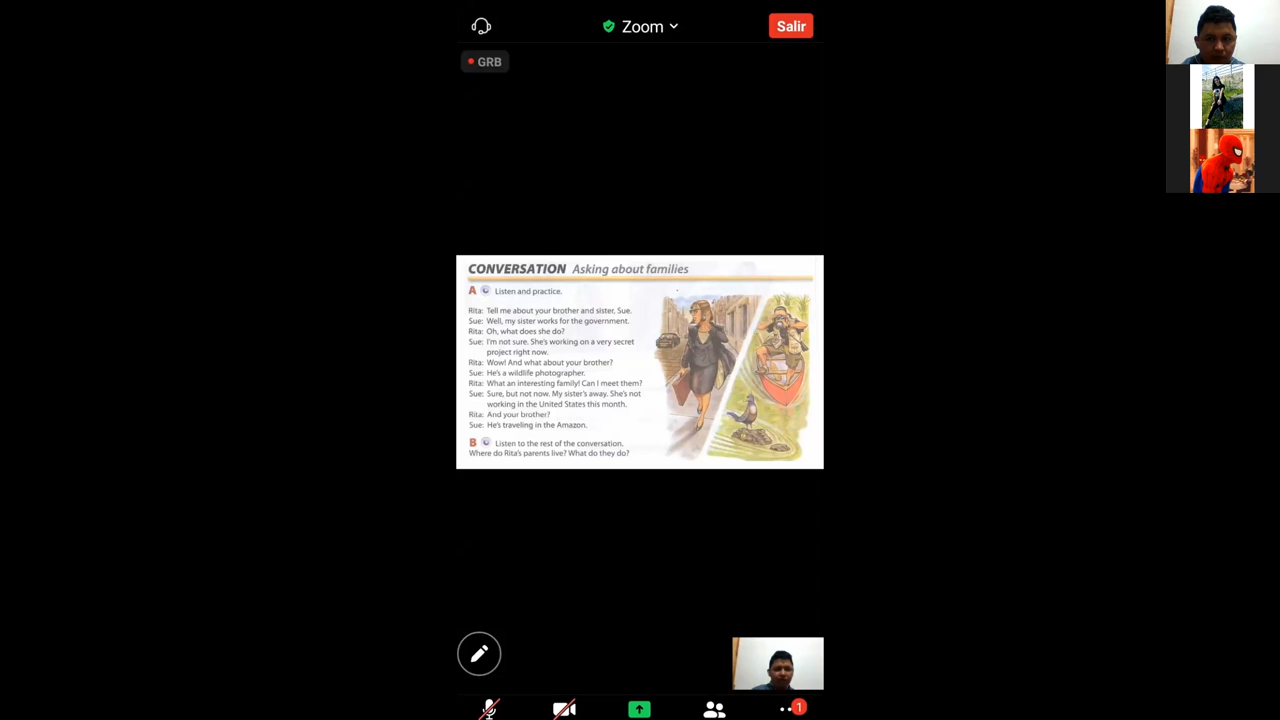 Zoom
Salir
GRB
CONVERSATION Asking about families
A Listen and practice.
Rita: Tell me about your brother and sister, Sue.
Sue: Well, my sister works for the government.
Rita: Oh, what does she do?
Sue: I'm not sure. She's working on a very secret
project right now.
Rita: Wow! And what about your brother?
Sue: He's a wildlife photographer.
Rita: What an interesting family! Can I meet them?
Sue: Sure, but not now. My sister's away. She's not
working in the United States this month.
Rita: And your brother?
Sue: He's traveling in the Amazon.
B Listen to the rest of the conversation.
Where do Rita's parents live? What do they do?
1